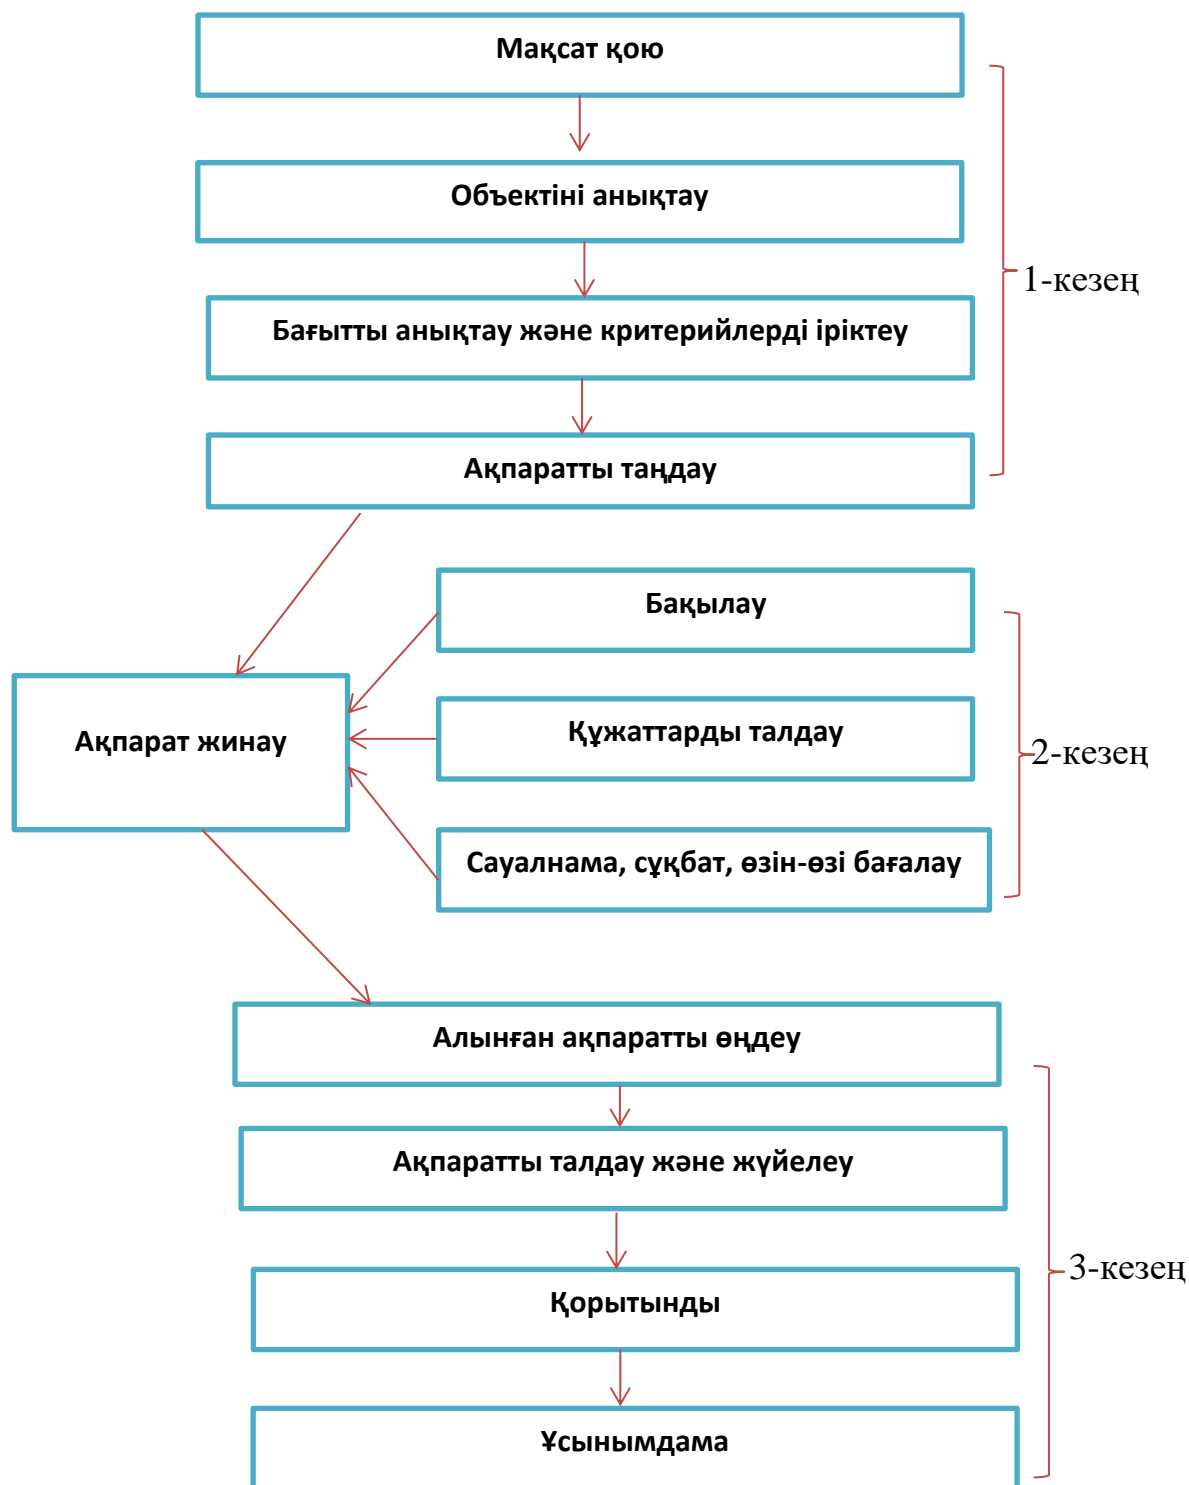 Мақсат қою
Объектіні анықтау
1-кезең
Бағытты анықтау және критерийлерді іріктеу
Ақпаратты таңдау
Бақылау
Ақпарат жинау
Құжаттарды талдау
2-кезең
Сауалнама, сұқбат, өзін-өзі бағалау
Алынған ақпаратты өңдеу
Ақпаратты талдау және жүйелеу
3-кезең
Қорытынды
Ұсынымдама